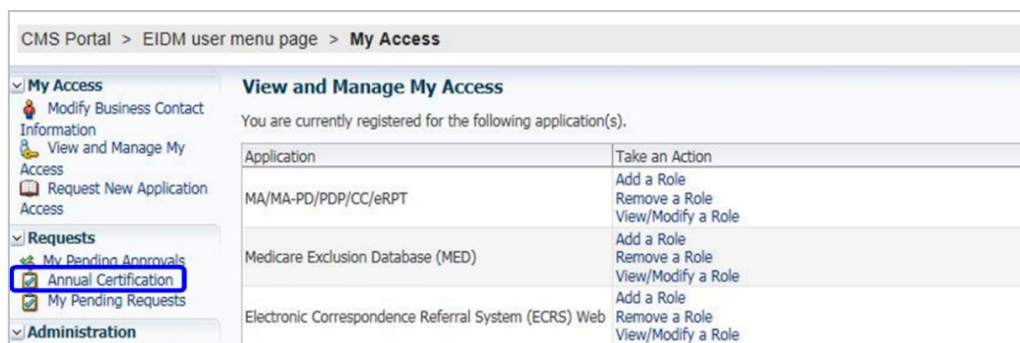 CMS Portal > EIDM user menu page > My Access
My Access
Modify Business Contact
Information
View and Manage My
Access
Request New Application
Access
Requests
My Pending Approvals
Annual Certification
My Pending Requests
Administration
View and Manage My Access
You are currently registered for the following application(s).
Application Take an Action
MA/MA-PD/PDP/CC/eRPT
Add a Role
Remove a Role
View/Modify a Role
Medicare Exclusion Database (MED)
Add a Role
Remove a Role
View/Modify a Role
Electronic Correspondence Referral System (ECRS) Web
Add a Role
Remove a Role
View/Modify a Role